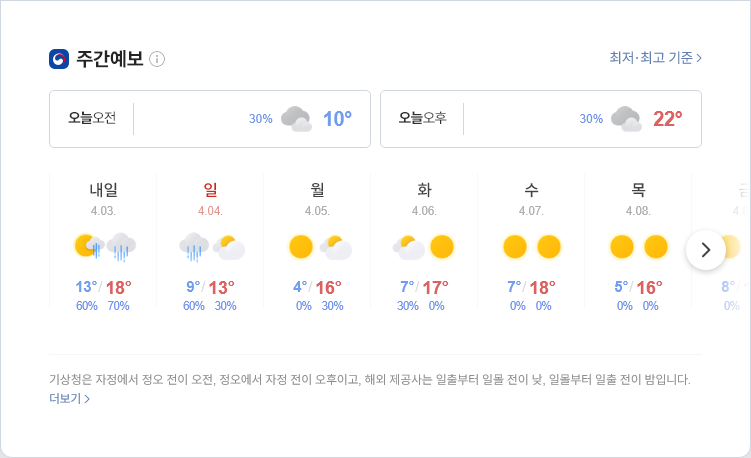 주간예보
최저·최고 기준
오늘오전 30% 10°
오늘오후 30% 22°
내일 일 월 화 수 목 금
4.03. 4.04. 4.05. 4.06. 4.07. 4.08.
13°/18° 9°/13° 4°/16° 7°/17° 7°/18° 5°/16° 8°
60% 70% 60% 30% 0% 30% 30% 0% 0% 0% 0% 0% 0%
기상청은 자정에서 정오 전이 오전, 정오에서 자정 전이 오후이고, 해외 제공사는 일출부터 일몰 전이 낮, 일몰부터 일출 전이 밤입니다.
더보기